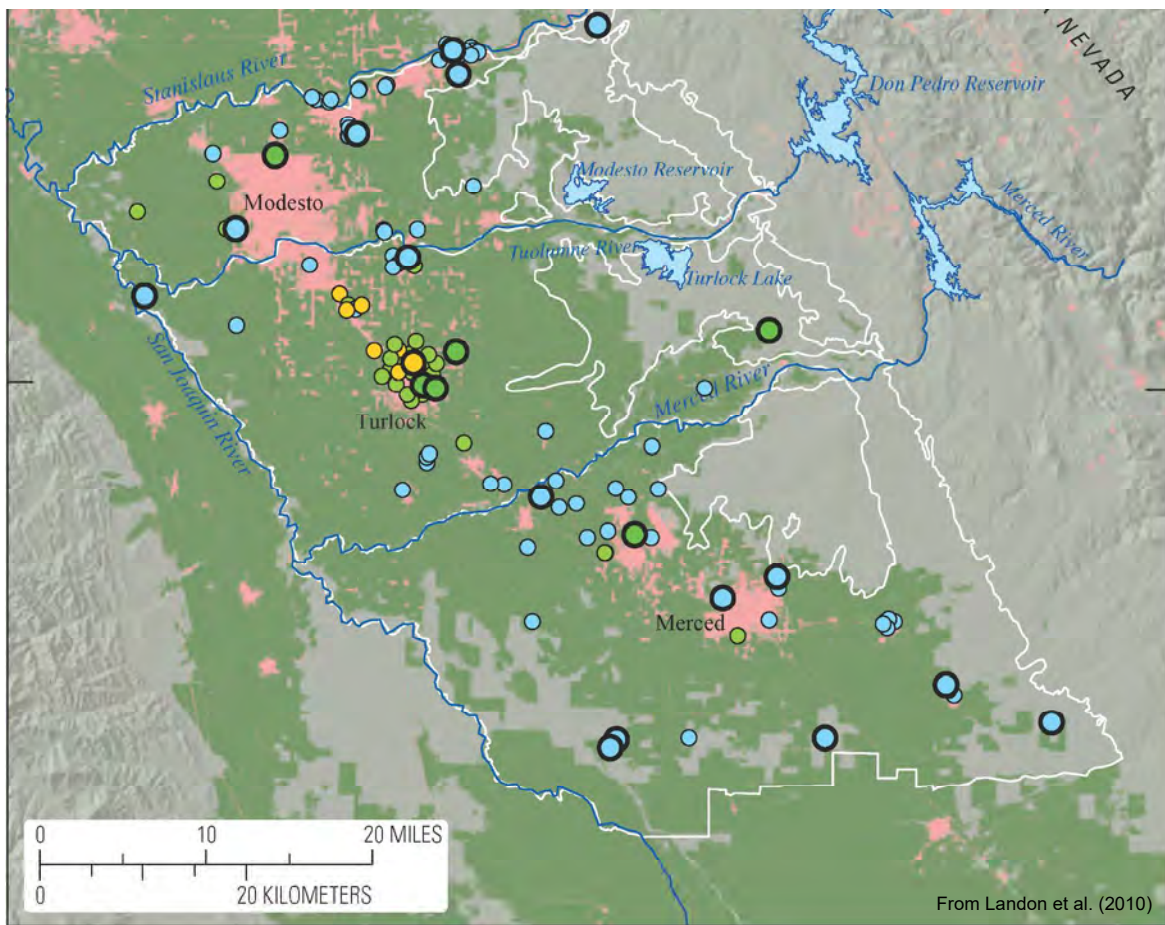 A NEVADA
Stanislaus River
Don Pedro Reservoir
Modesto Reservoir
Modesto
Merced River
Tuolumne River
Turlock Lake
San Joaquin River
Merced River
Turlock
Merced
0 10 20 MILES
0 20 KILOMETERS
From Landon et al. (2010)